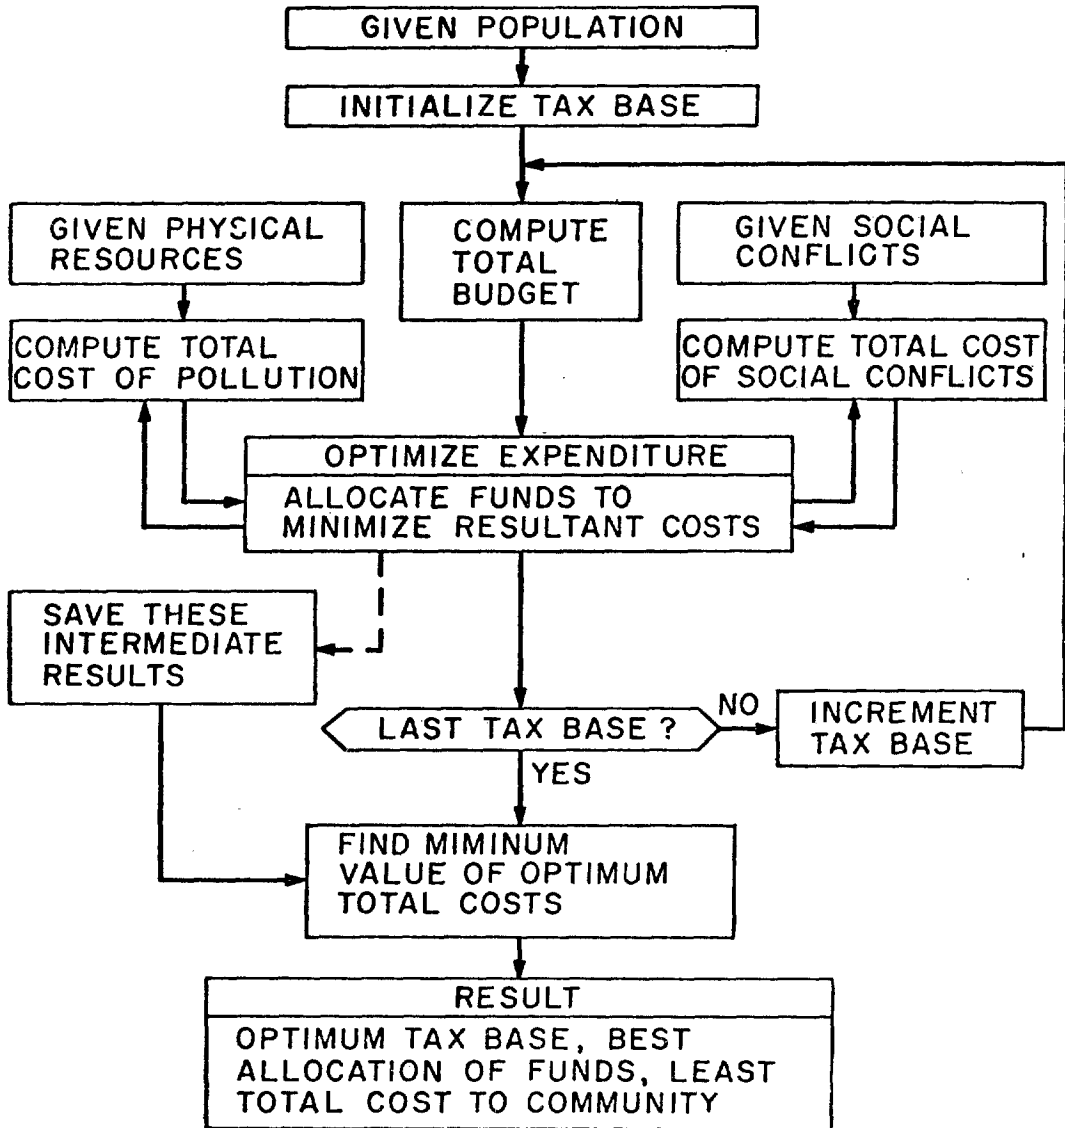 GIVEN POPULATION
INITIALIZE TAX BASE
GIVEN PHYSICAL
RESOURCES
COMPUTE
TOTAL
BUDGET
GIVEN SOCIAL
CONFLICTS
COMPUTE TOTAL
COST OF POLLUTION
COMPUTE TOTAL COST
OF SOCIAL CONFLICTS
OPTIMIZE EXPENDITURE
ALLOCATE FUNDS TO
MINIMIZE RESULTANT COSTS
SAVE THESE
INTERMEDIATE
RESULTS
LAST TAX BASE ?
NO
INCREMENT
TAX BASE
YES
FIND MIMINUM
VALUE OF OPTIMUM
TOTAL COSTS
RESULT
OPTIMUM TAX BASE, BEST
ALLOCATION OF FUNDS, LEAST
TOTAL COST TO COMMUNITY